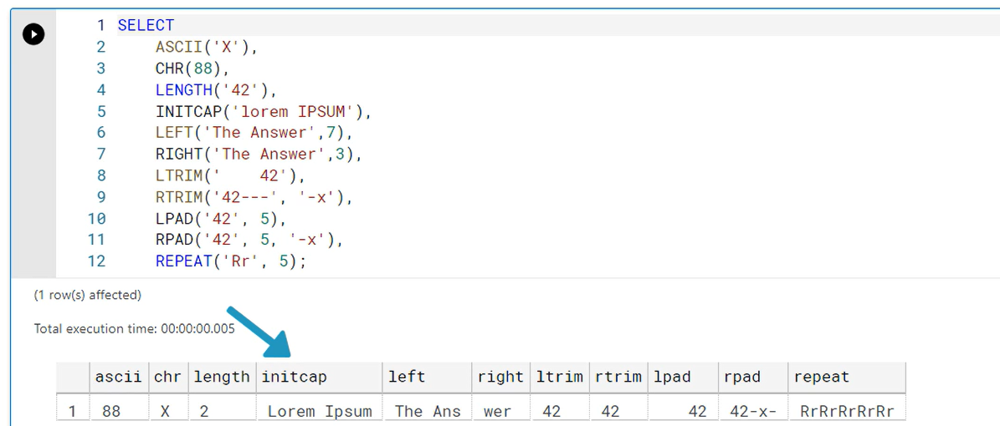 1 SELECT
2 ASCII('X'),
3 CHR(88),
4 LENGTH('42'),
5 INITCAP('lorem IPSUM'),
6 LEFT('The Answer',7),
7 RIGHT('The Answer',3),
8 LTRIM('    42'),
9 RTRIM('42---', '-x'),
10 LPAD('42', 5),
11 RPAD('42', 5, '-x'),
12 REPEAT('Rr', 5);
(1 row(s) affected)
Total execution time: 00:00:00.005
ascii chr length initcap left right ltrim rtrim lpad rpad repeat
1 88 X 2 Lorem Ipsum The Ans wer 42 42 42 42-x- RrRrRrRrRr